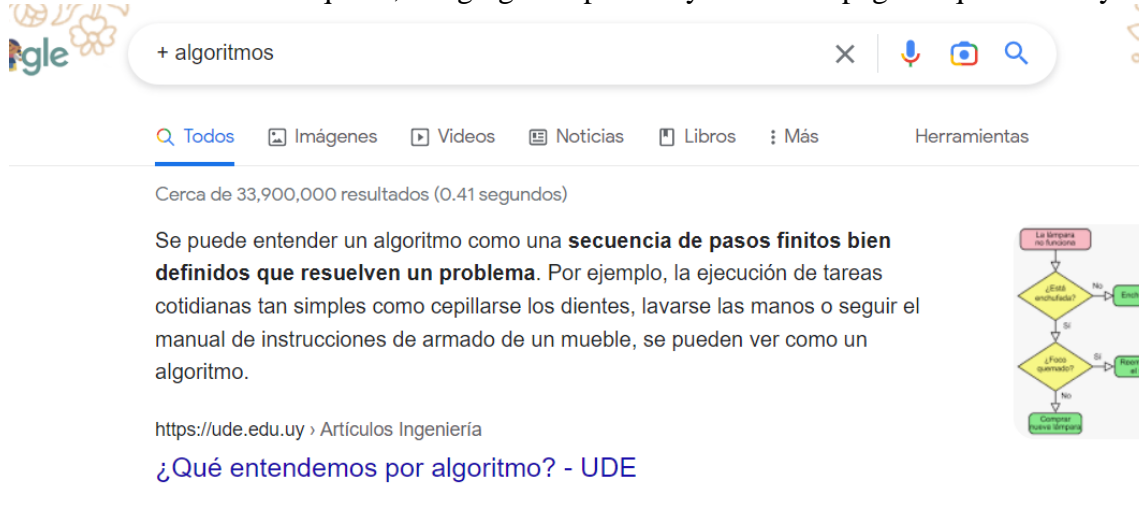 gle
+ algoritmos
Todos Imágenes Videos Noticias Libros Más Herramientas
Cerca de 33,900,000 resultados (0.41 segundos)
Se puede entender un algoritmo como una secuencia de pasos finitos bien
definidos que resuelven un problema. Por ejemplo, la ejecución de tareas
cotidianas tan simples como cepillarse los dientes, lavarse las manos o seguir el
manual de instrucciones de armado de un mueble, se pueden ver como un
algoritmo.
https://ude.edu.uy › Artículos Ingeniería
¿Qué entendemos por algoritmo? - UDE
La lámpara
no funciona
¿Está
enchufada?
No
Sí
¿Foco
quemado?
Sí
No
Comprar
nueva lámpara